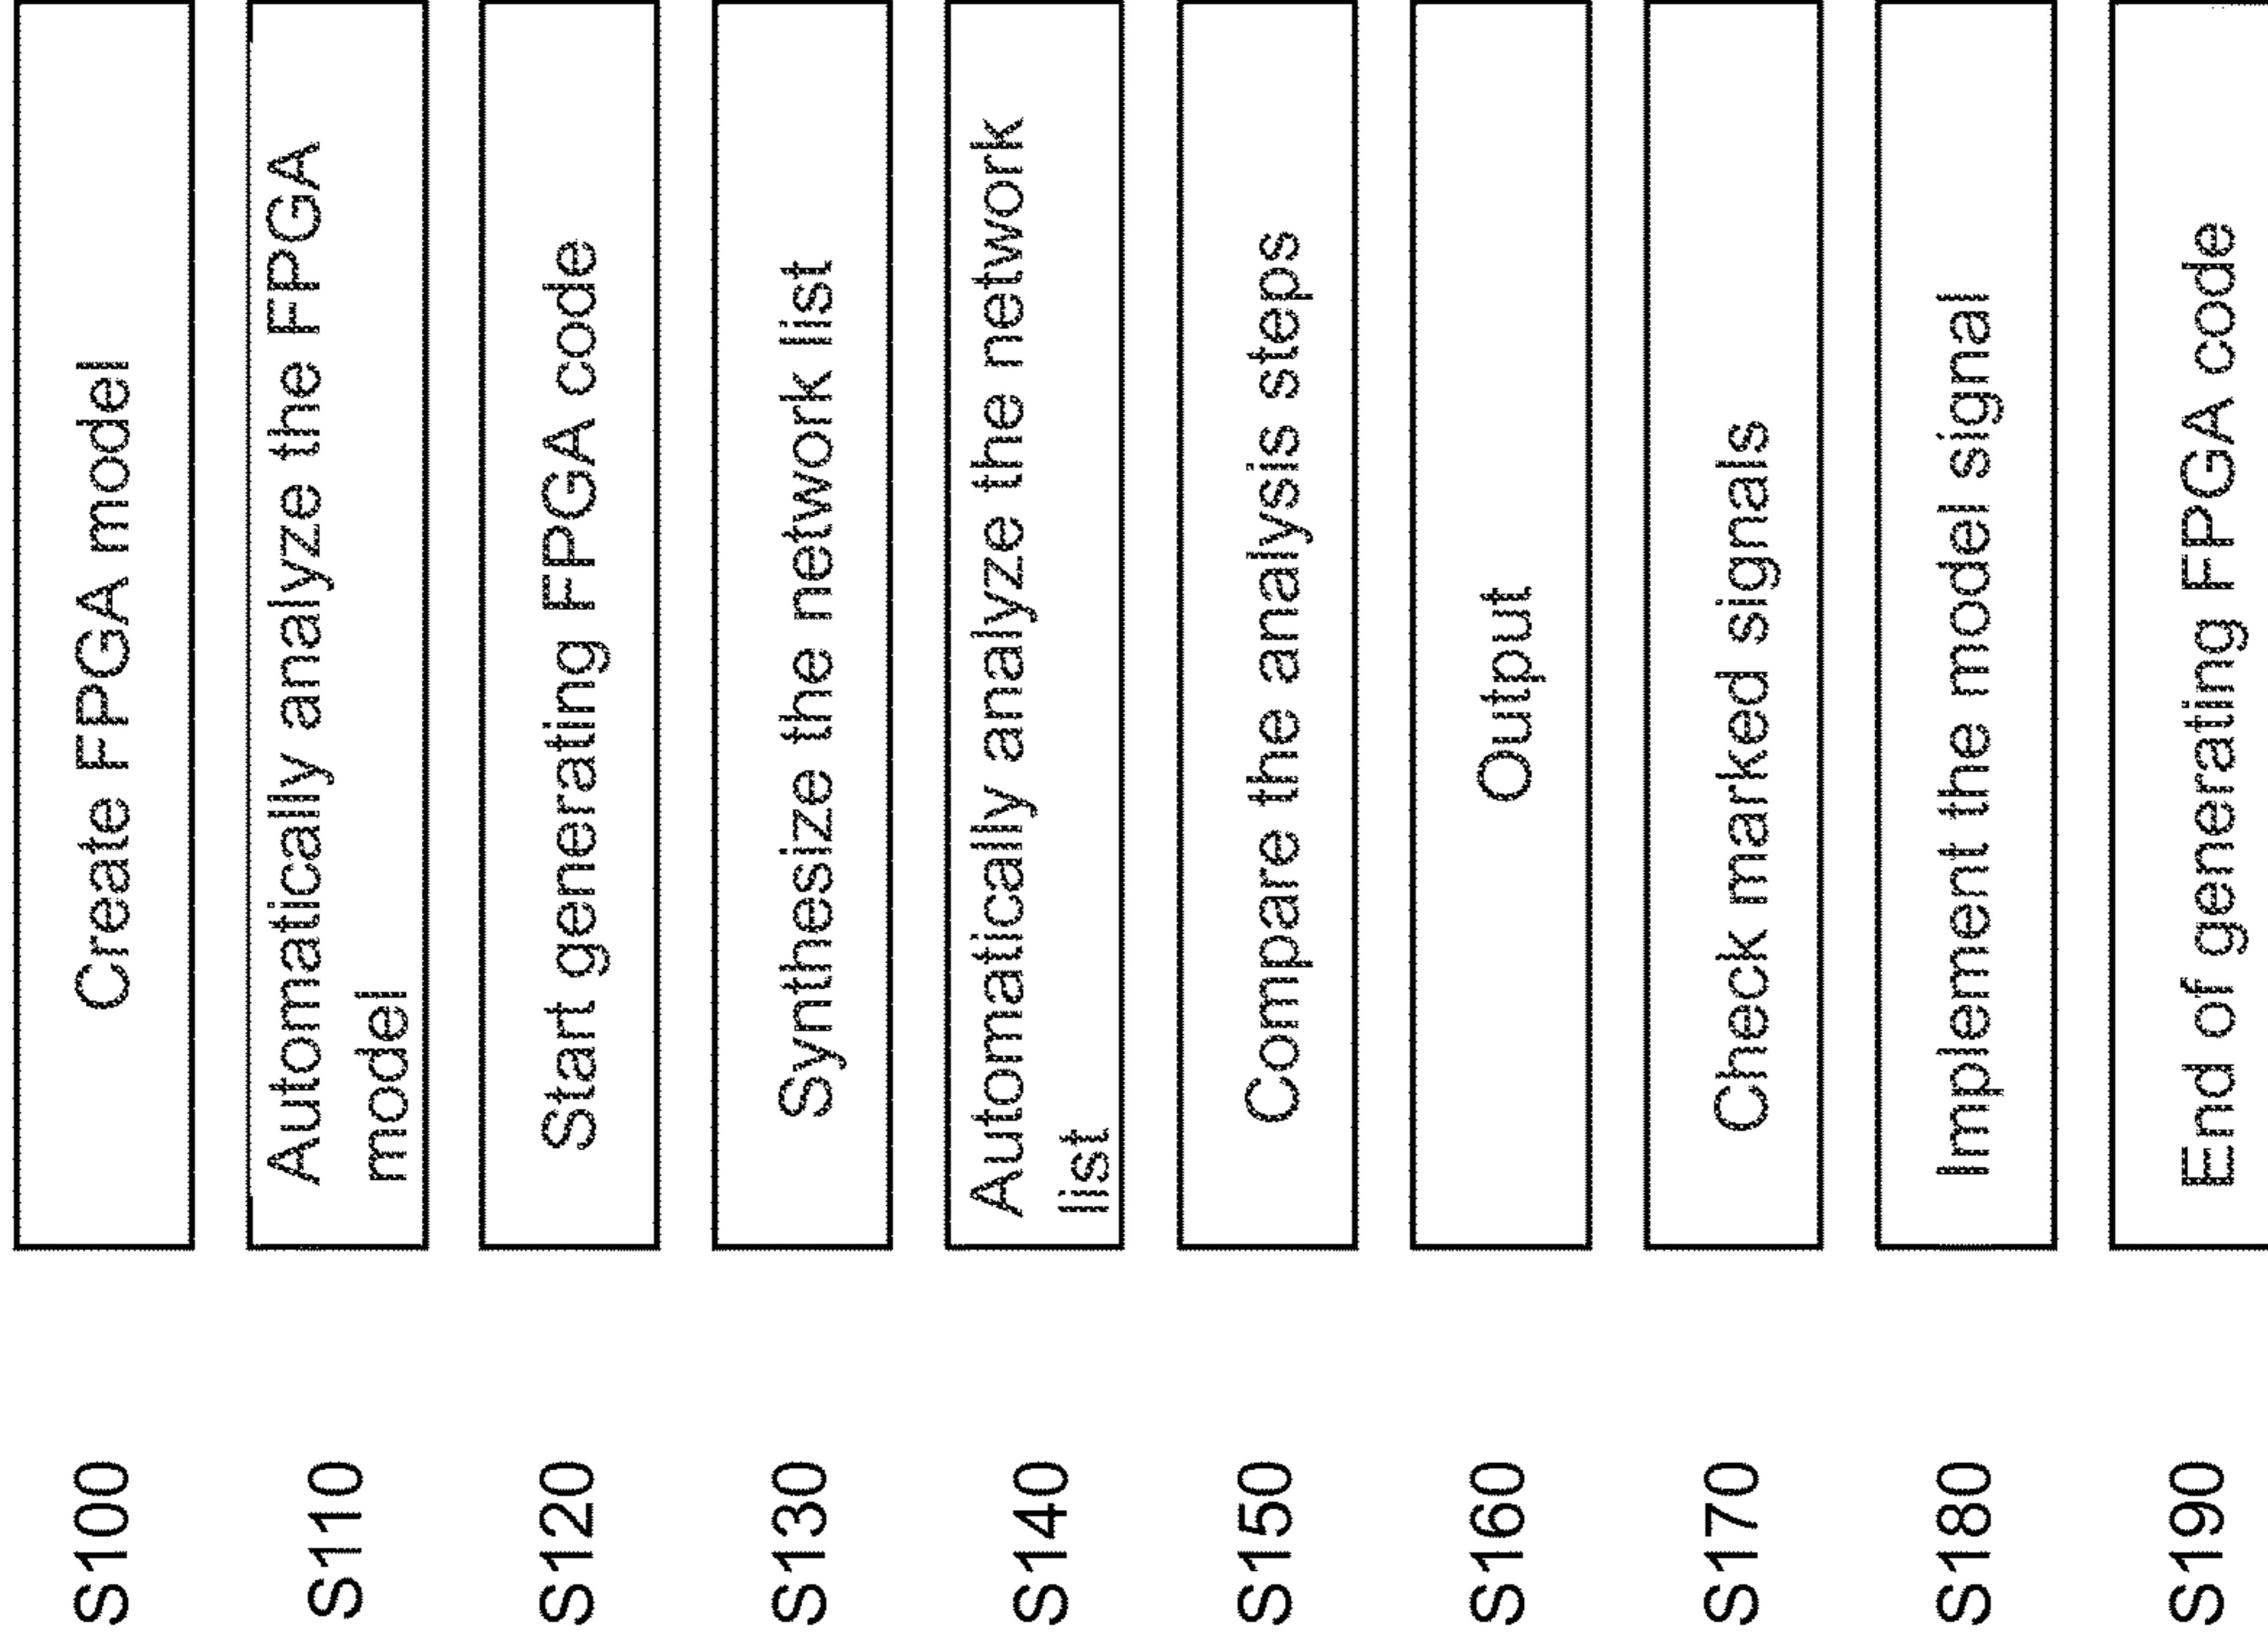 S100
Create FPGA model
S110
Automatically analyze the FPGA
model
S120
Start generating FPGA code
S130
Synthesize the network list
S140
Automatically analyze the network
list
S150
Compare the analysis steps
S160
Output
S170
Check marked signals
S180
Implement the model signal
S190
End of generating FPGA code